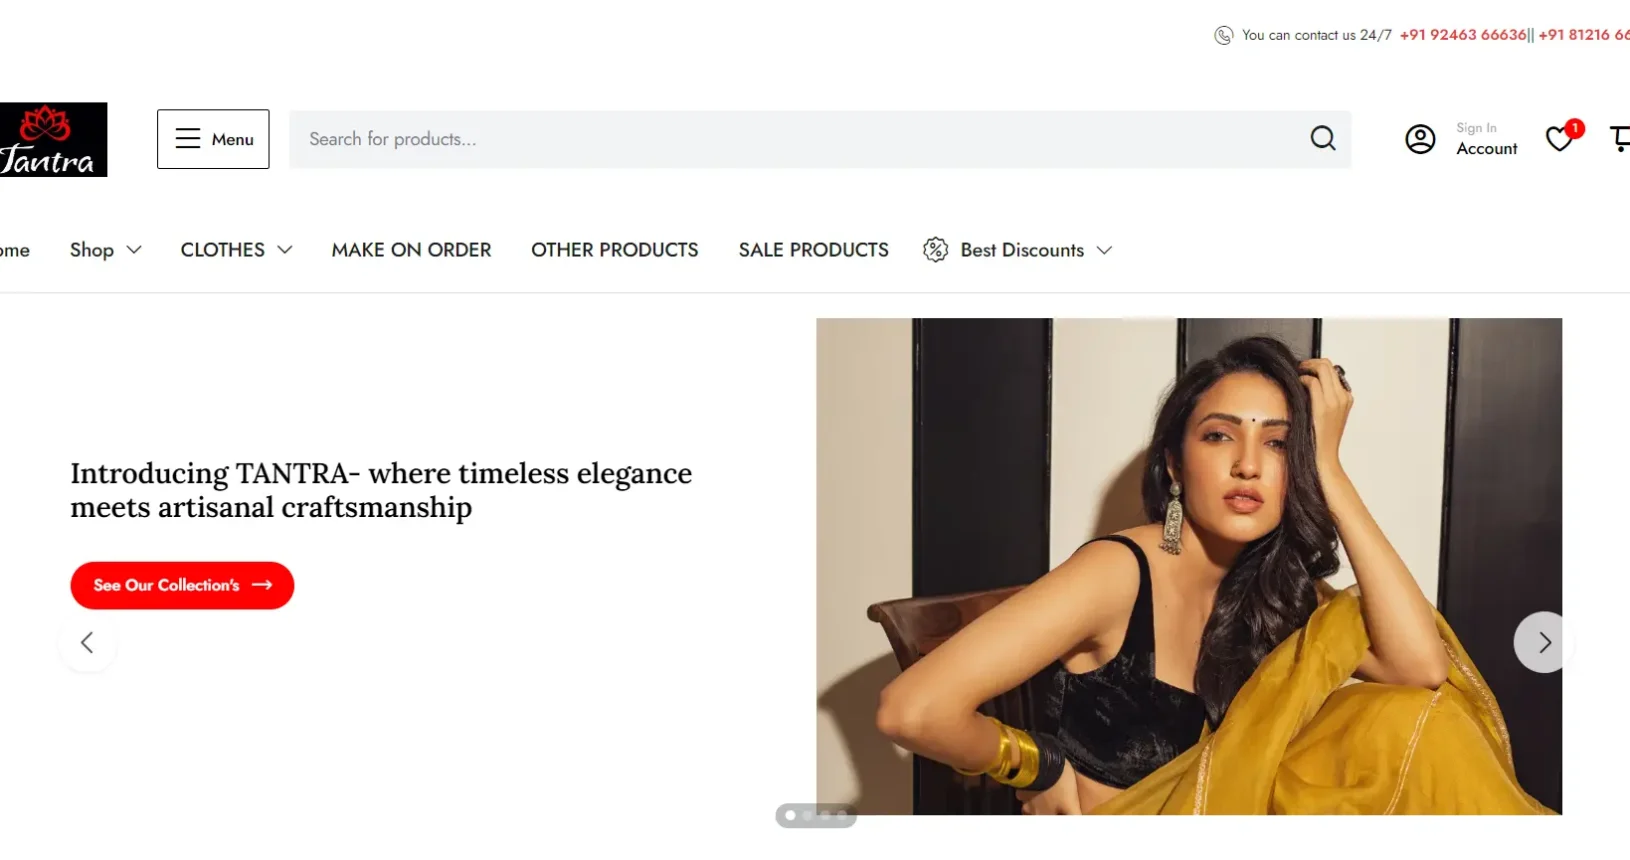 You can contact us 24/7 +91 92463 66636|| +91 81216 66
Tantra
Menu
Search for products...
Sign In
Account
1
ome
Shop
CLOTHES
MAKE ON ORDER
OTHER PRODUCTS
SALE PRODUCTS
Best Discounts
Introducing TANTRA- where timeless elegance
meets artisanal craftsmanship
See Our Collection's